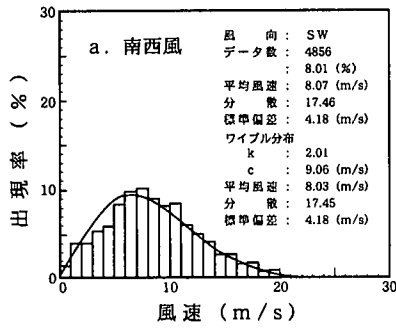 a. 南西風
風 向 : SW
データ数 : 4856
: 8.01 (%)
平均風速 : 8.07 (m/s)
分 散 : 17.46
標準偏差 : 4.18 (m/s)
ワイブル分布
k : 2.01
c : 9.06 (m/s)
平均風速 : 8.03 (m/s)
分 散 : 17.45
標準偏差 : 4.18 (m/s)
出現率 (%)
30
20
10
0
0 10 20 30
風速 (m/s)